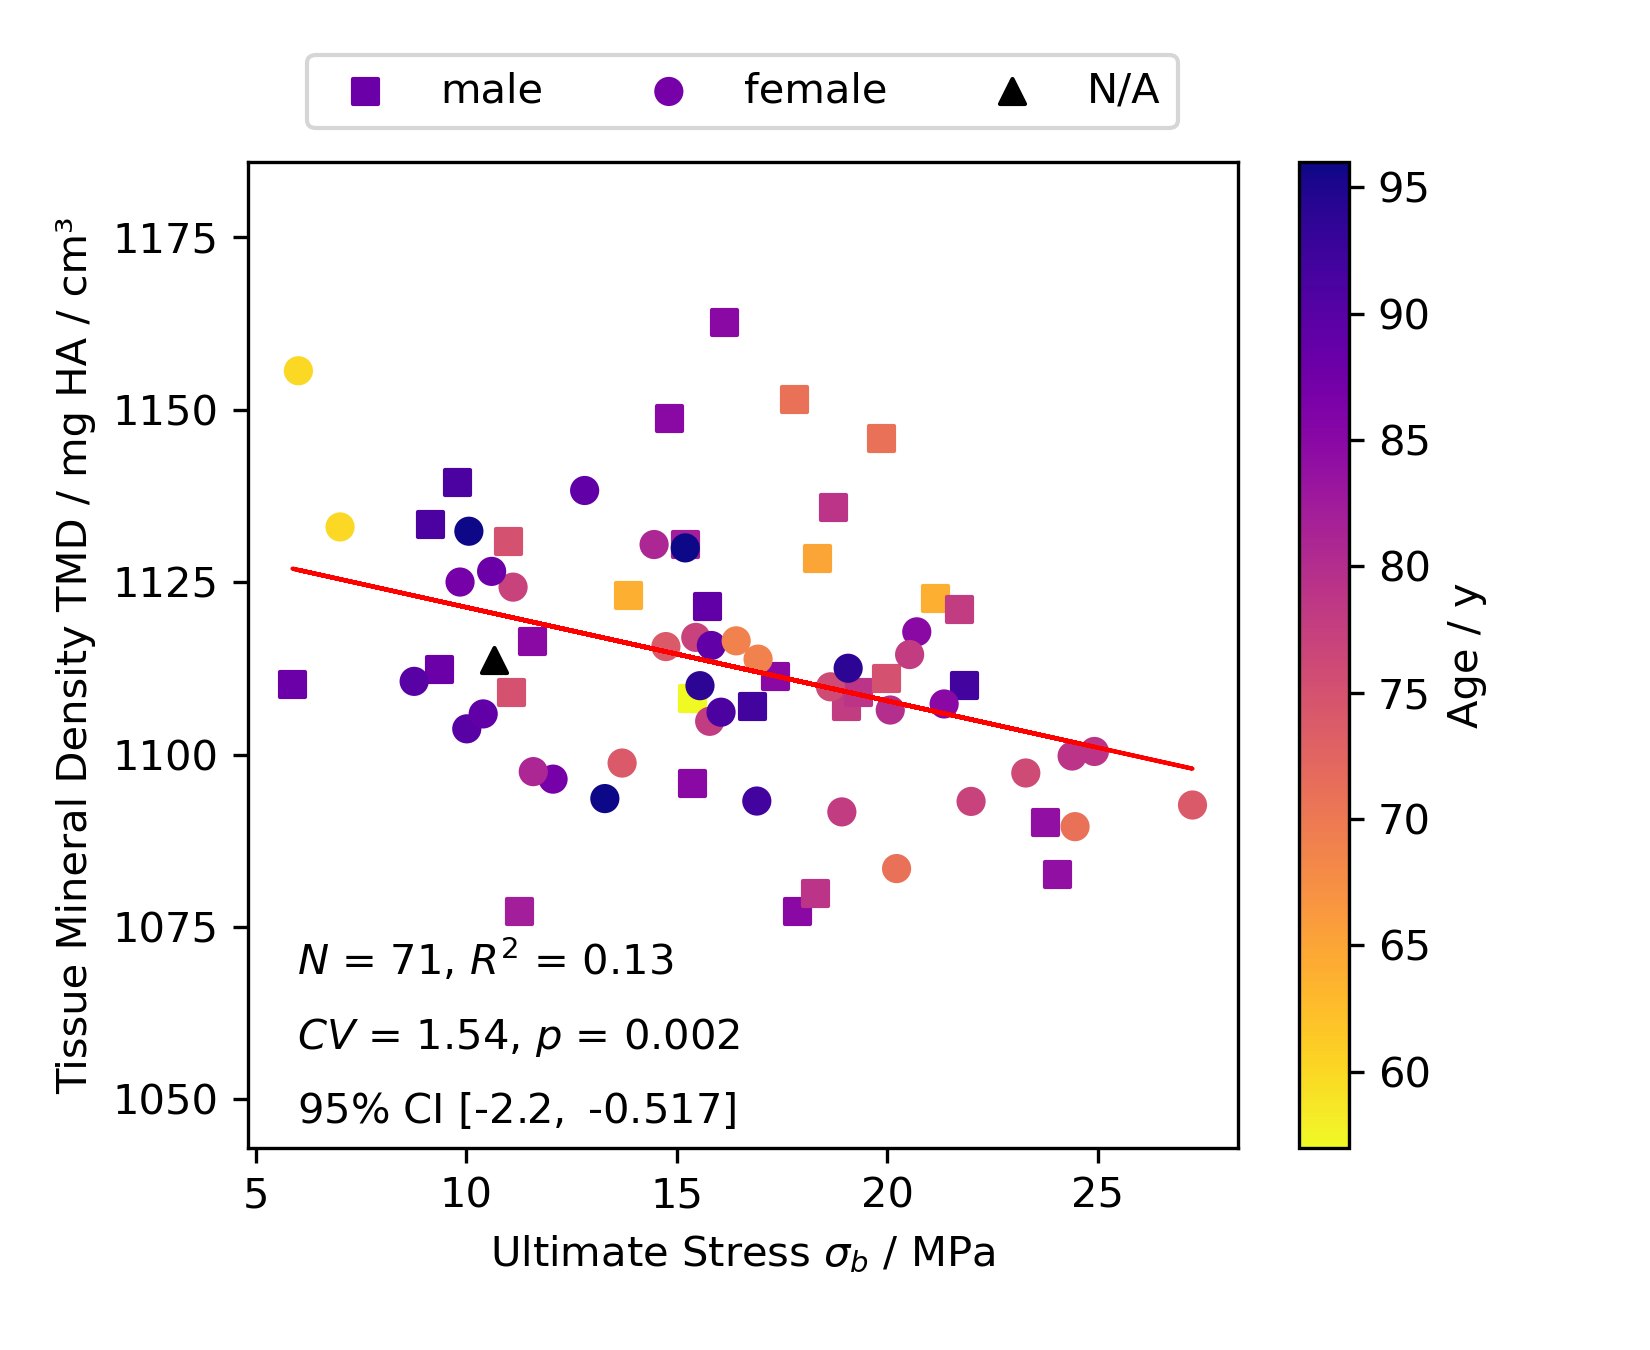 male female N/A
1175
1150
1125
1100
1075
1050
Tissue Mineral Density TMD / mg HA / cm³
N = 71, R² = 0.13
CV = 1.54, p = 0.002
95% CI [-2.2, -0.517]
5 10 15 20 25
Ultimate Stress σ_b / MPa
95
90
85
80
75
70
65
60
Age / y